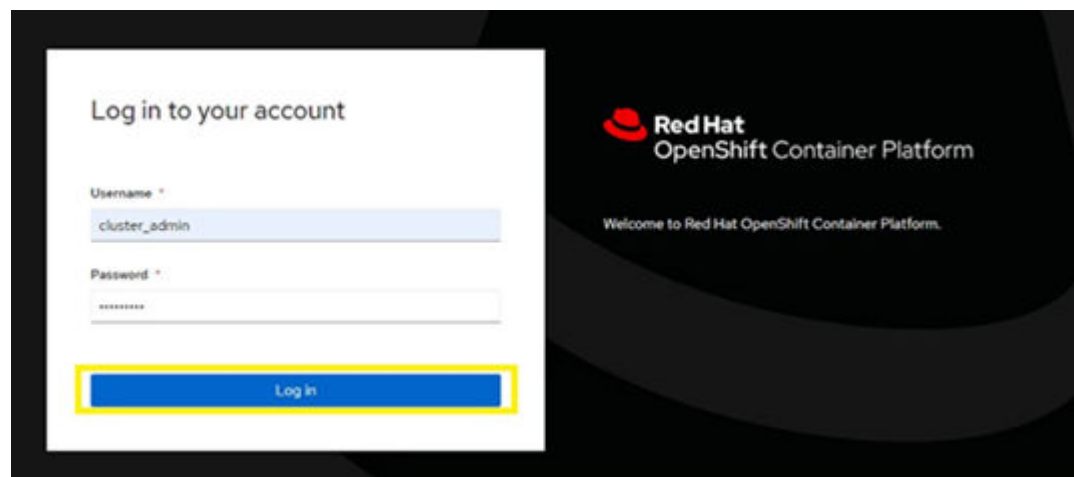 Log in to your account
Username *
cluster_admin
Password *
•••••••••
Log in
Red Hat
OpenShift Container Platform
Welcome to Red Hat OpenShift Container Platform.